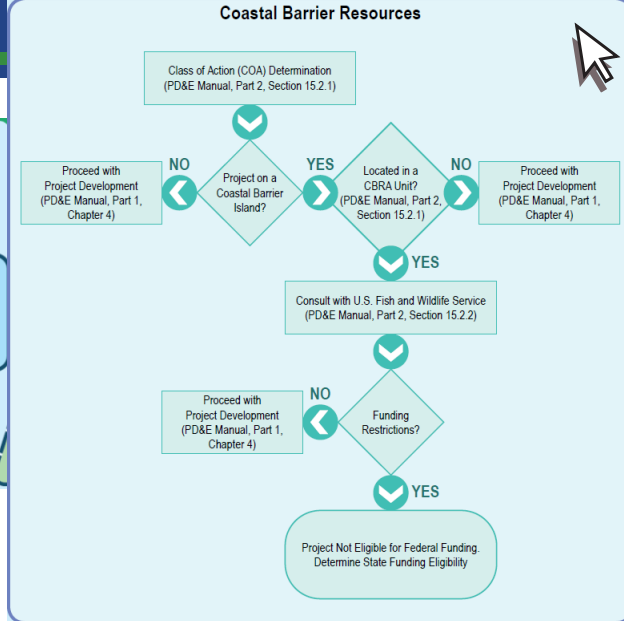 Coastal Barrier Resources
Class of Action (COA) Determination
(PD&E Manual, Part 2, Section 15.2.1)
NO
Proceed with
Project Development
(PD&E Manual, Part 1,
Chapter 4)
Project on a
Coastal Barrier
Island?
YES
Located in a
CBRA Unit?
(PD&E Manual, Part 2,
Section 15.2.1)
NO
Proceed with
Project Development
(PD&E Manual, Part 1,
Chapter 4)
YES
Consult with U.S. Fish and Wildlife Service
(PD&E Manual, Part 2, Section 15.2.2)
NO
Proceed with
Project Development
(PD&E Manual, Part 1,
Chapter 4)
Funding
Restrictions?
YES
Project Not Eligible for Federal Funding.
Determine State Funding Eligibility